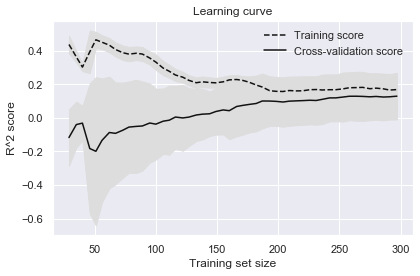 Learning curve
Training score
Cross-validation score
R^2 score
0.4
0.2
0.0
−0.2
−0.4
−0.6
50
100
150
200
250
300
Training set size